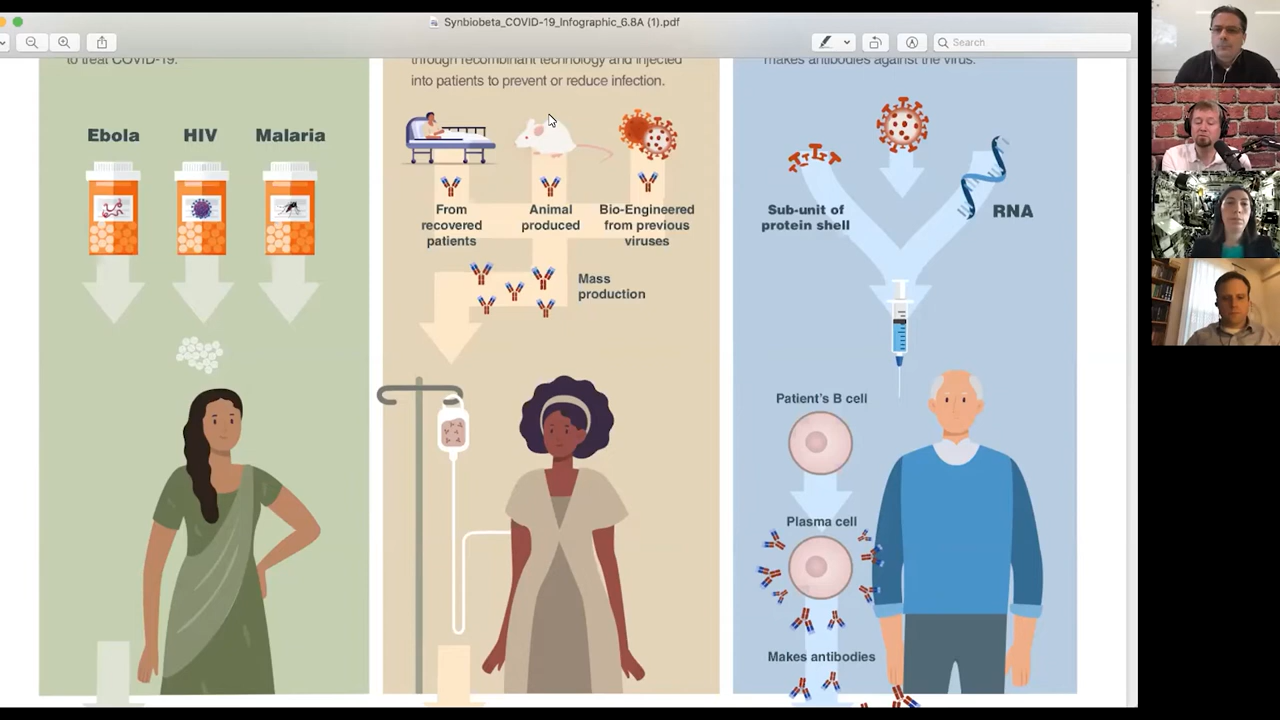 Synbiobeta_COVID-19_Infographic_6.8A (1).pdf
Search
to treat COVID-19.
through recombinant technology and injected
into patients to prevent or reduce infection.
makes antibodies against the virus.
Ebola
HIV
Malaria
From
recovered
patients
Animal
produced
Bio-Engineered
from previous
viruses
Mass
production
Sub-unit of
protein shell
RNA
Patient's B cell
Plasma cell
Makes antibodies